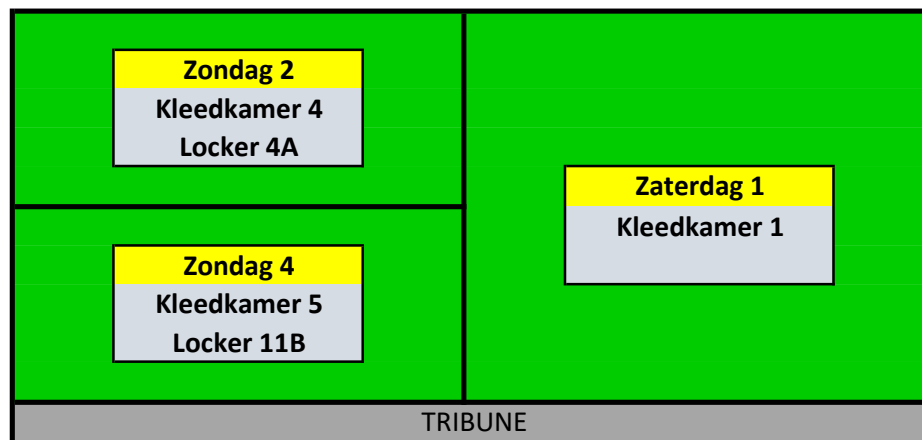 Zondag 2
Kleedkamer 4
Locker 4A
Zaterdag 1
Kleedkamer 1
Zondag 4
Kleedkamer 5
Locker 11B
TRIBUNE